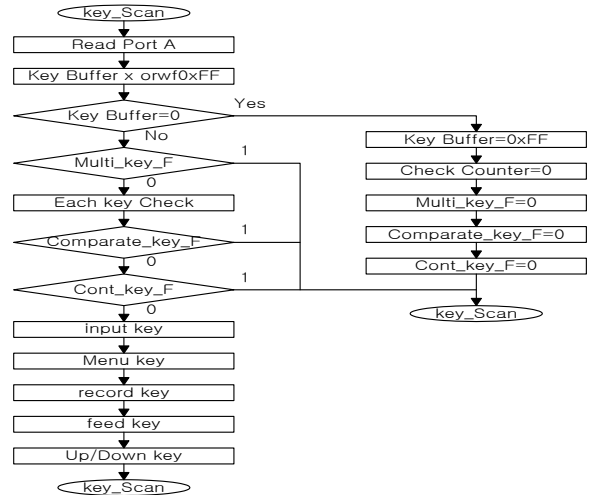 key_Scan
Read Port A
Key Buffer x orwf0xFF
Key Buffer=0
Yes
No
Multi_key_F
1
0
Each key Check
Comparate_key_F
1
0
Cont_key_F
1
0
input key
Menu key
record key
feed key
Up/Down key
key_Scan
Key Buffer=0xFF
Check Counter=0
Multi_key_F=0
Comparate_key_F=0
Cont_key_F=0
key_Scan